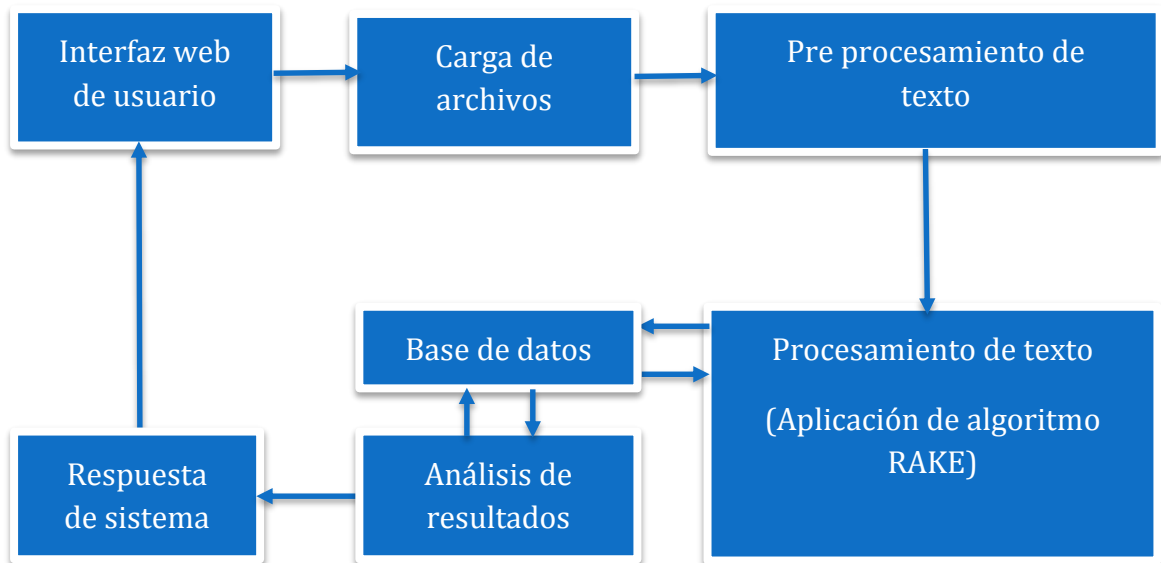 Interfaz web
de usuario
Carga de
archivos
Pre procesamiento de
texto
Base de datos
Procesamiento de texto
(Aplicación de algoritmo
RAKE)
Respuesta
de sistema
Análisis de
resultados